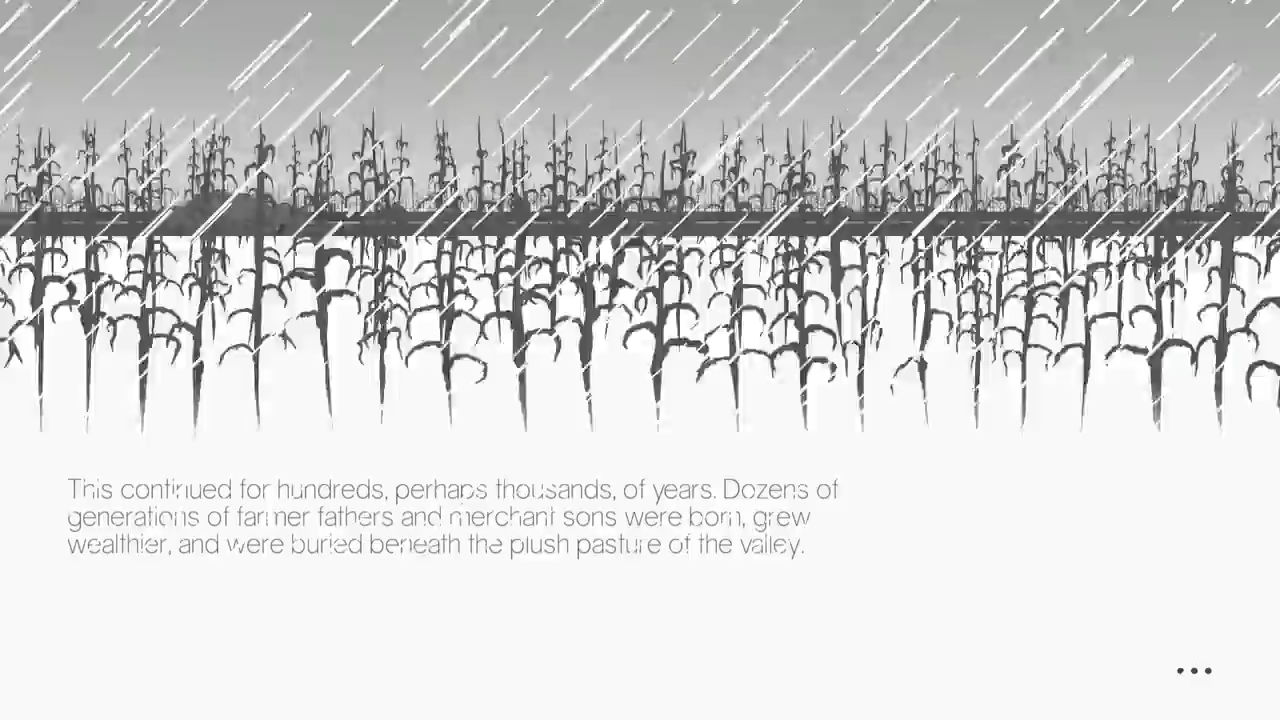 This continued for hundreds, perhaps thousands, of years. Dozens of
generations of farmer fathers and merchant sons were born, grew
wealthier, and were buried beneath the plush pasture of the valley.